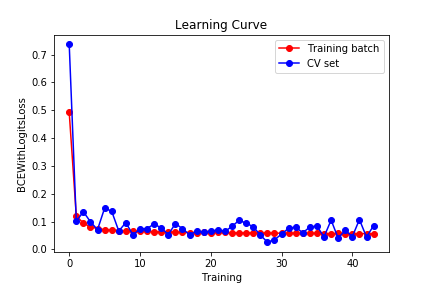 Learning Curve
Training batch
CV set
BCEWithLogitsLoss
0.7
0.6
0.5
0.4
0.3
0.2
0.1
0.0
0 10 20 30 40
Training